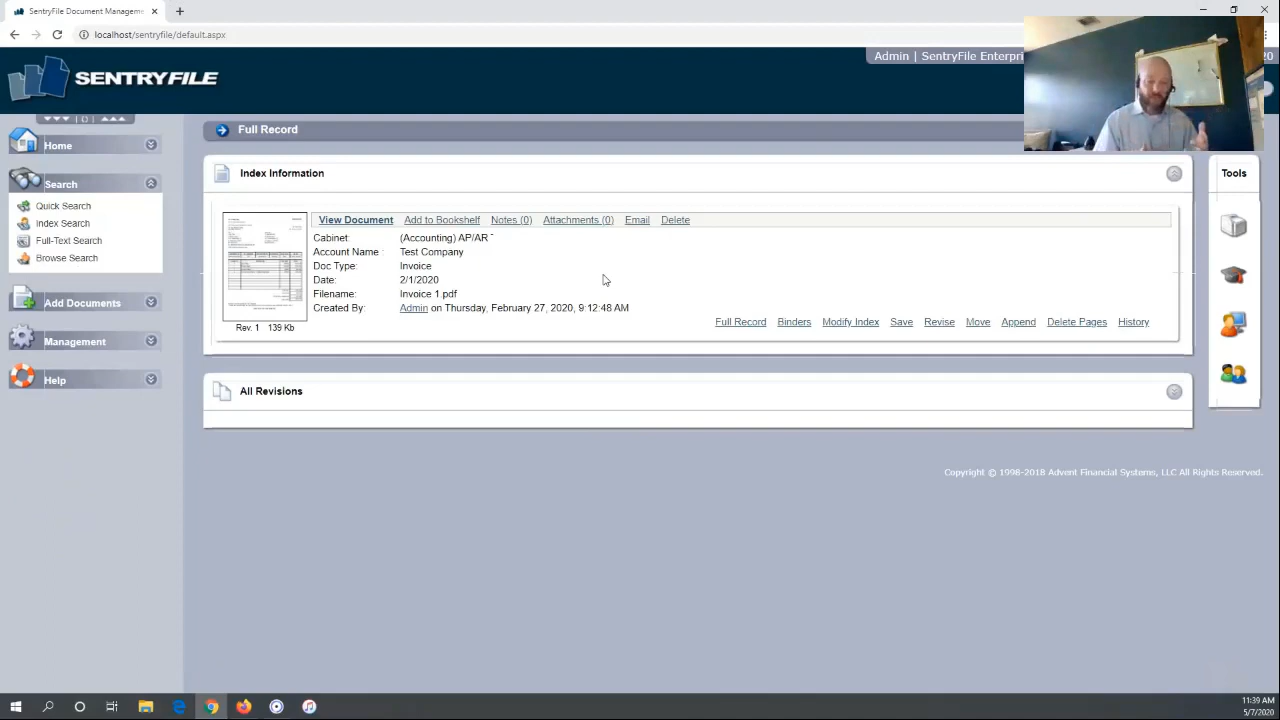 SentryFile Document Manageme
localhost/sentryfile/default.aspx
SENTRYFILE
Admin | SentryFile Enterpri
20
Full Record
Home
Search
Quick Search
Index Search
Full-Text Search
Browse Search
Add Documents
Management
Help
Index Information
View Document Add to Bookshelf Notes (0) Attachments (0) Email Delete
Cabinet (Accounting) AP/AR
Account Name : Test Company
Doc Type: Invoice
Date: 2/1/2020
Filename: Invoice 1.pdf
Created By: Admin on Thursday, February 27, 2020, 9:12:48 AM
Rev. 1 139 Kb
Full Record Binders Modify Index Save Revise Move Append Delete Pages History
All Revisions
Tools
Copyright © 1998-2018 Advent Financial Systems, LLC All Rights Reserved.
11:39 AM
5/7/2020